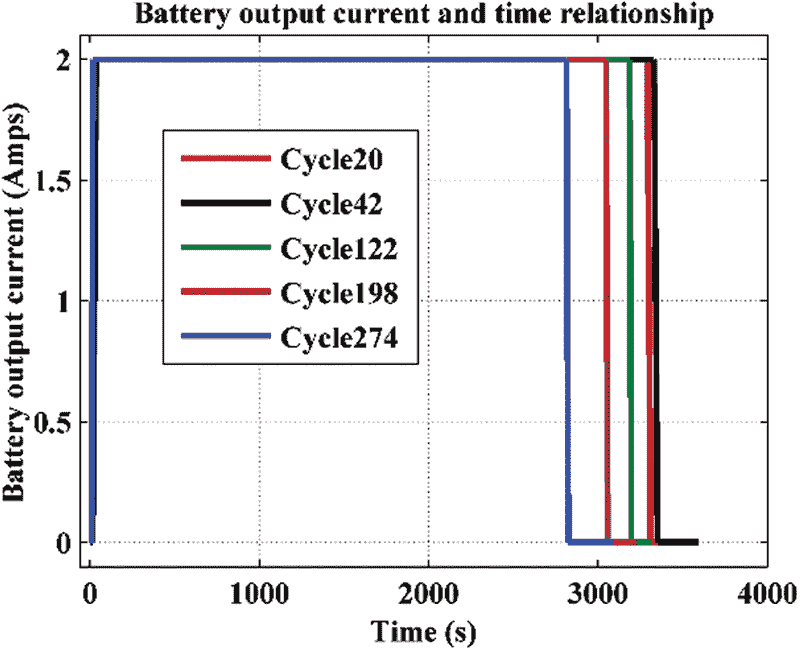 Battery output current and time relationship
Battery output current (Amps)
2
1.5
1
0.5
0
Cycle20
Cycle42
Cycle122
Cycle198
Cycle274
0
1000
2000
3000
4000
Time (s)